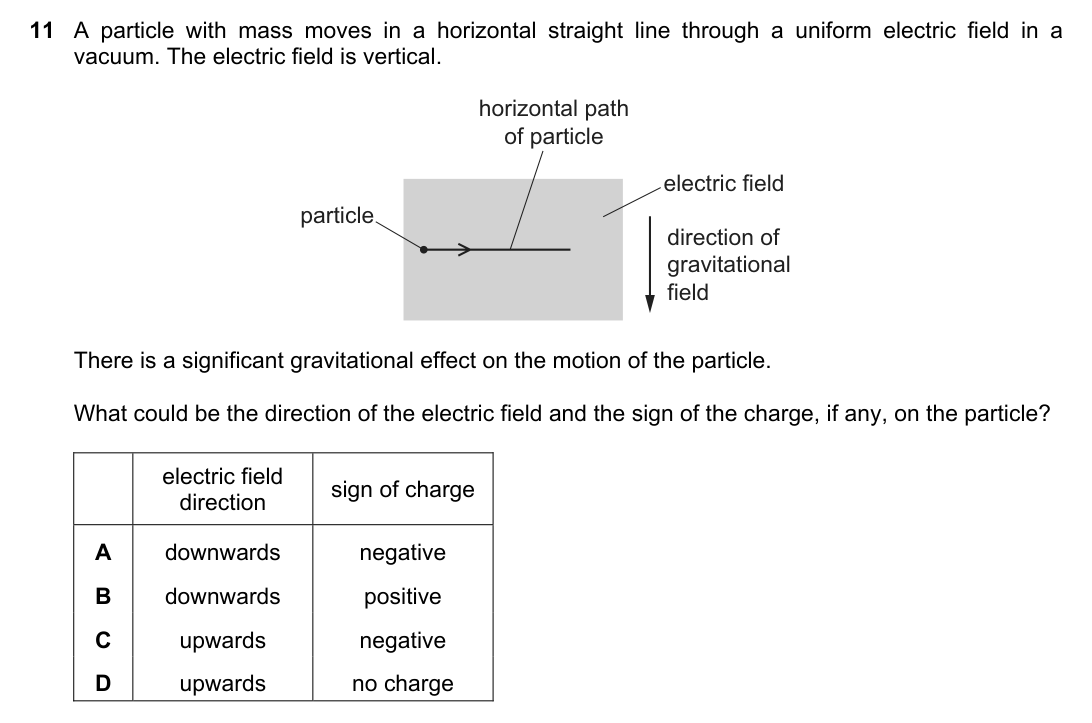 11 A particle with mass moves in a horizontal straight line through a uniform electric field in a
vacuum. The electric field is vertical.
horizontal path
of particle
electric field
particle
direction of
gravitational
field
There is a significant gravitational effect on the motion of the particle.
What could be the direction of the electric field and the sign of the charge, if any, on the particle?
electric field
direction
sign of charge
A downwards negative
B downwards positive
C upwards negative
D upwards no charge